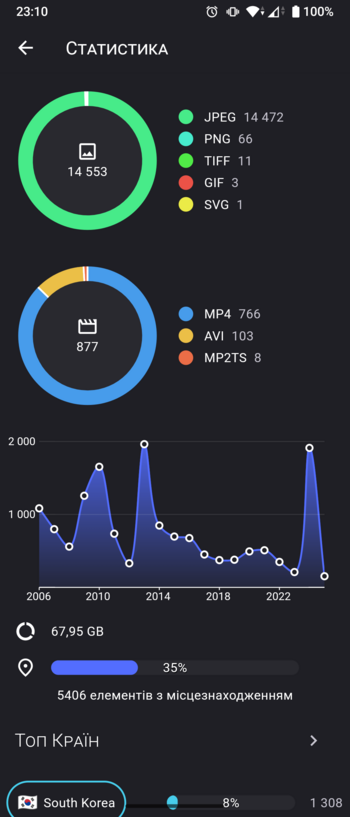 23:10 100%
Статистика
14 553
JPEG 14 472
PNG 66
TIFF 11
GIF 3
SVG 1
877
MP4 766
AVI 103
MP2TS 8
2 000
1 000
2006 2010 2014 2018 2022
67,95 GB
35%
5406 елементів з місцезнаходженням
Топ Країн
South Korea 8% 1 308